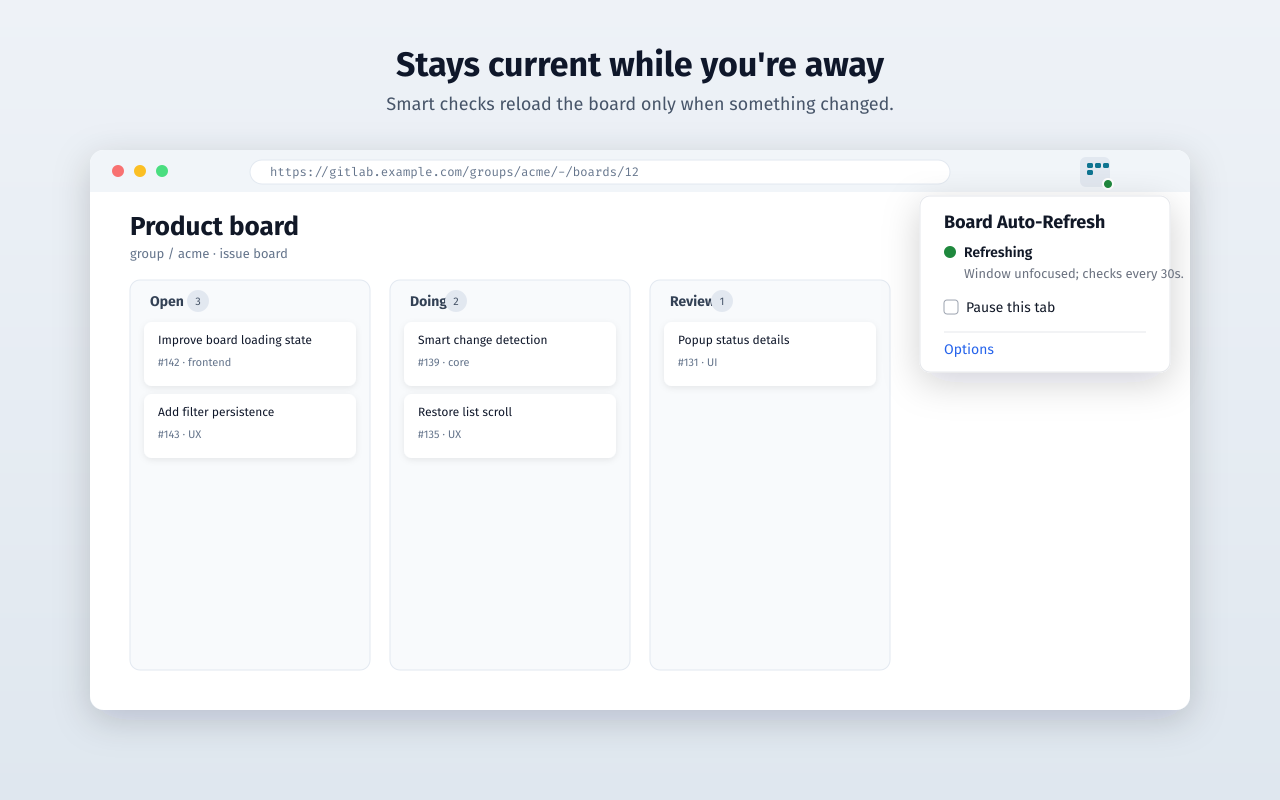 Stays current while you're away
Smart checks reload the board only when something changed.
https://gitlab.example.com/groups/acme/-/boards/12
Product board
group / acme · issue board
Open 3
Improve board loading state
#142 · frontend
Add filter persistence
#143 · UX
Doing 2
Smart change detection
#139 · core
Restore list scroll
#135 · UX
Review 1
Popup status details
#131 · UI
Board Auto-Refresh
Refreshing
Window unfocused; checks every 30s.
Pause this tab
Options